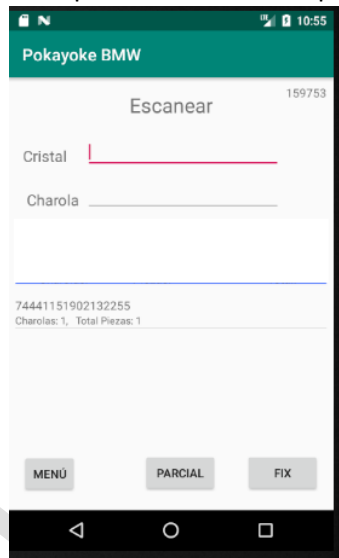 10:55
Pokayoke BMW
159753
Escanear
Cristal
Charola
74441151902132255
Charolas: 1, Total Piezas: 1
MENÚ PARCIAL FIX